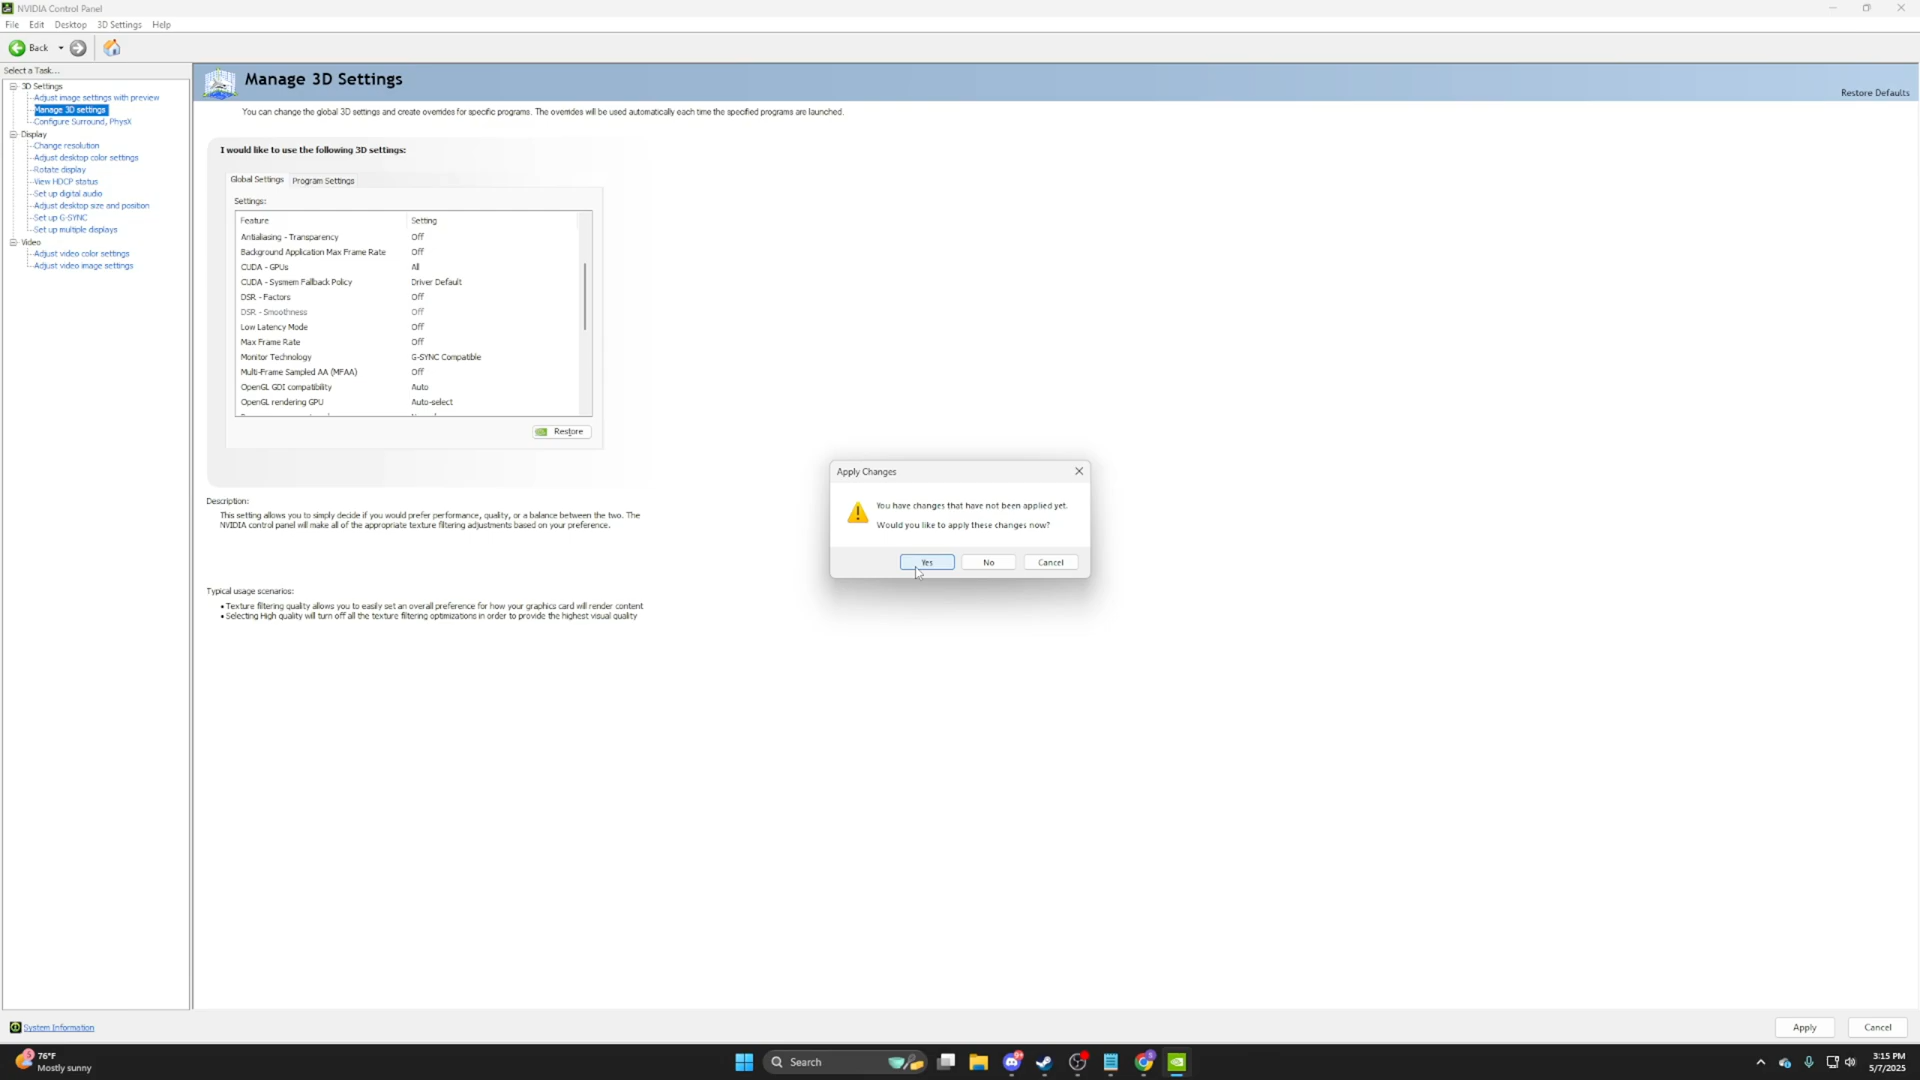 NVIDIA Control Panel
File Edit Desktop 3D Settings Help
Back
Select a Task...
3D Settings
Adjust image settings with preview
Manage 3D settings
Configure Surround, PhysX
Display
Change resolution
Adjust desktop color settings
Rotate display
View HDCP status
Set up digital audio
Adjust desktop size and position
Set up G-SYNC
Set up multiple displays
Video
Adjust video color settings
Adjust video image settings
Manage 3D Settings
Restore Defaults
You can change the global 3D settings and create overrides for specific programs. The overrides will be used automatically each time the specified programs are launched.
I would like to use the following 3D settings:
Global Settings Program Settings
Settings:
Feature Setting
Antialiasing - Transparency Off
Background Application Max Frame Rate Off
CUDA - GPUs All
CUDA - Sysmem Fallback Policy Driver Default
DSR - Factors Off
DSR - Smoothness Off
Low Latency Mode Off
Max Frame Rate Off
Monitor Technology G-SYNC Compatible
Multi-Frame Sampled AA (MFAA) Off
OpenGL GDI compatibility Auto
OpenGL rendering GPU Auto-select
Restore
Description:
This setting allows you to simply decide if you would prefer performance, quality, or a balance between the two. The
NVIDIA control panel will make all of the appropriate texture filtering adjustments based on your preference.
Typical usage scenarios:
• Texture filtering quality allows you to easily set an overall preference for how your graphics card will render content
• Selecting High quality will turn off all the texture filtering optimizations in order to provide the highest visual quality
Apply Changes
You have changes that have not been applied yet.
Would you like to apply these changes now?
Yes No Cancel
System Information
Apply Cancel
76°F
Mostly sunny
Search
3:15 PM
5/7/2025